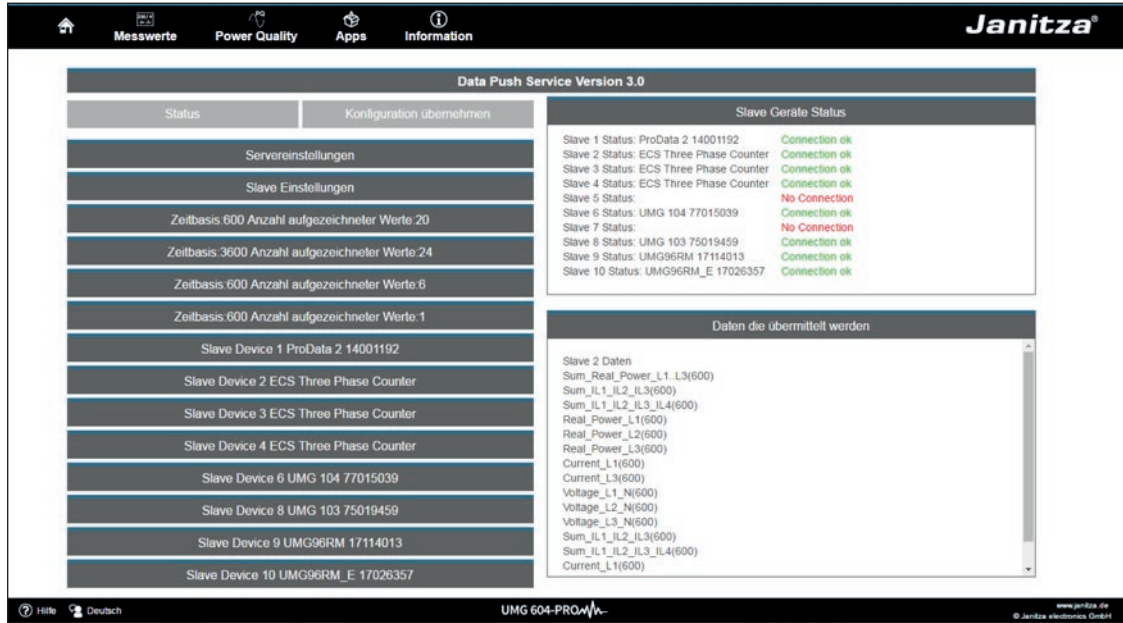 Messwerte
Power Quality
Apps
Information
Janitza®
Data Push Service Version 3.0
Status
Konfiguration übernehmen
Servereinstellungen
Slave Einstellungen
Zeitbasis:600 Anzahl aufgezeichneter Werte:20
Zeitbasis:3600 Anzahl aufgezeichneter Werte:24
Zeitbasis:600 Anzahl aufgezeichneter Werte:6
Zeitbasis:600 Anzahl aufgezeichneter Werte:1
Slave Device 1 ProData 2 14001192
Slave Device 2 ECS Three Phase Counter
Slave Device 3 ECS Three Phase Counter
Slave Device 4 ECS Three Phase Counter
Slave Device 6 UMG 104 77015039
Slave Device 8 UMG 103 75019459
Slave Device 9 UMG96RM 17114013
Slave Device 10 UMG96RM_E 17026357
Slave Geräte Status
Slave 1 Status: ProData 2 14001192 Connection ok
Slave 2 Status: ECS Three Phase Counter Connection ok
Slave 3 Status: ECS Three Phase Counter Connection ok
Slave 4 Status: ECS Three Phase Counter Connection ok
Slave 5 Status: No Connection
Slave 6 Status: UMG 104 77015039 Connection ok
Slave 7 Status: No Connection
Slave 8 Status: UMG 103 75019459 Connection ok
Slave 9 Status: UMG96RM 17114013 Connection ok
Slave 10 Status: UMG96RM_E 17026357 Connection ok
Daten die übermittelt werden
Slave 2 Daten
Sum_Real_Power_L1..L3(600)
Sum_IL1_IL2_IL3(600)
Sum_IL1_IL2_IL3_IL4(600)
Real_Power_L1(600)
Real_Power_L2(600)
Real_Power_L3(600)
Current_L1(600)
Current_L3(600)
Voltage_L1_N(600)
Voltage_L2_N(600)
Voltage_L3_N(600)
Sum_IL1_IL2_IL3(600)
Sum_IL1_IL2_IL3_IL4(600)
Current_L1(600)
Hilfe
Deutsch
UMG 604-PRO
www.janitza.de
© Janitza electronics GmbH